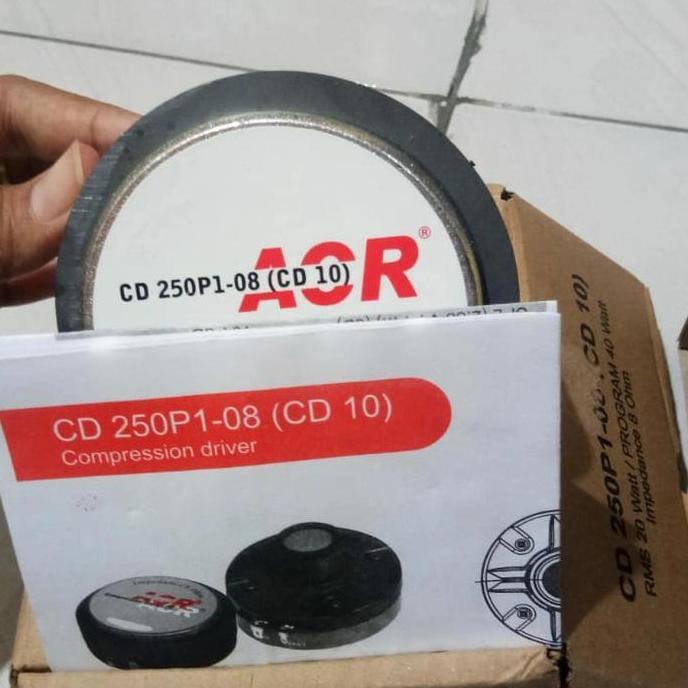 ACR®
CD 250P1-08 (CD 10)
CD 250P1-08 (CD 10)
Compression driver
ACR
CD 250P1-08 (CD 10)
RMS 20 Watt / PROGRAM 40 Watt
Impedance 8 Ohm